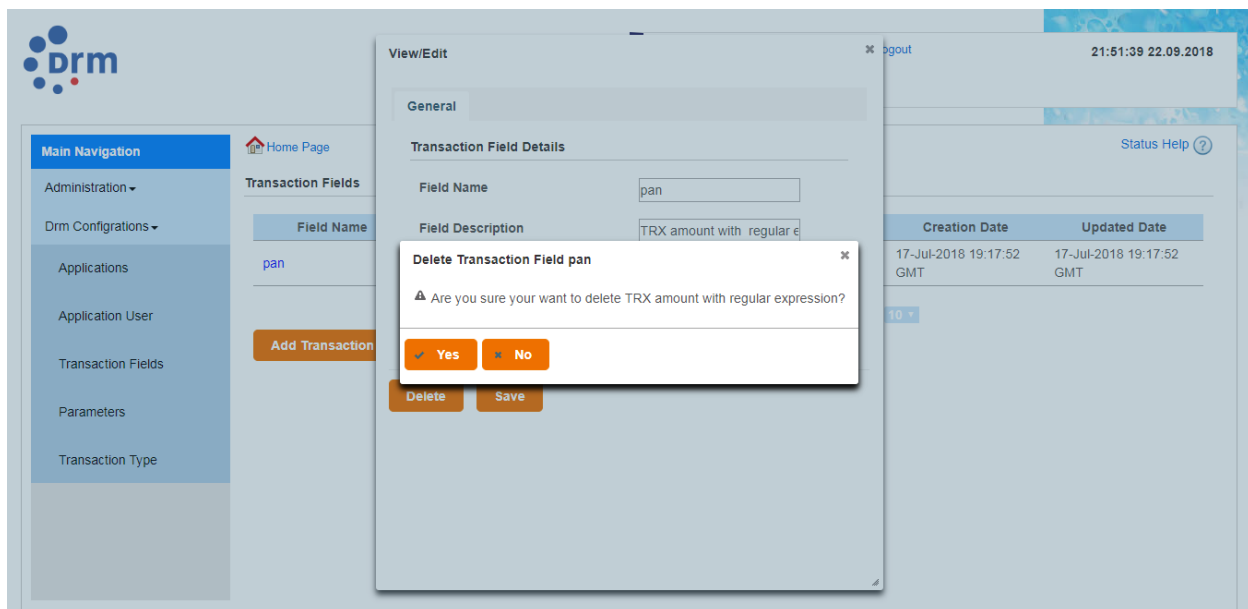 Drm
ogout
21:51:39 22.09.2018
View/Edit
General
Main Navigation
Home Page
Status Help ?
Administration
Transaction Fields
Drm Configrations
Applications
Application User
Transaction Fields
Parameters
Transaction Type
Field Name
Creation Date
Updated Date
pan
17-Jul-2018 19:17:52
GMT
17-Jul-2018 19:17:52
GMT
10
Add Transaction
Transaction Field Details
Field Name
pan
Field Description
TRX amount with regular e
Delete Transaction Field pan
Are you sure your want to delete TRX amount with regular expression?
Yes
No
Delete
Save